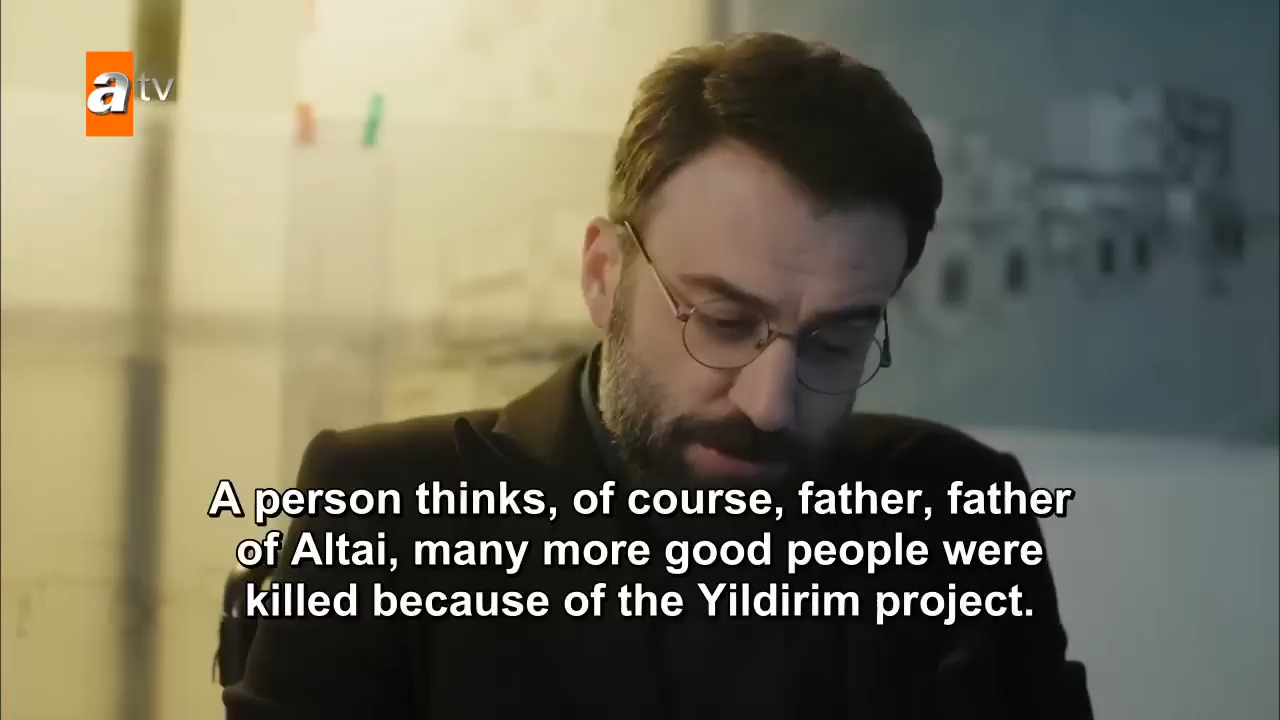 a tv
A person thinks, of course, father, father
of Altai, many more good people were
killed because of the Yildirim project.